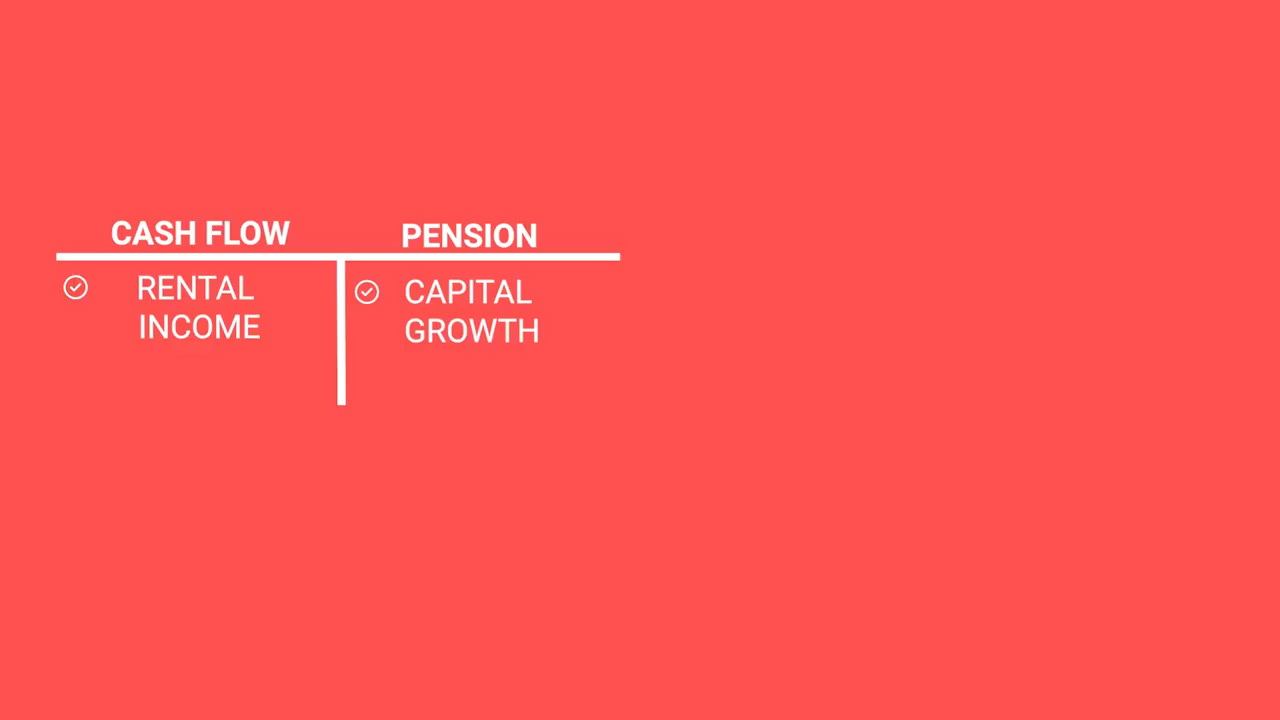 CASH FLOW
PENSION
RENTAL
INCOME
CAPITAL
GROWTH